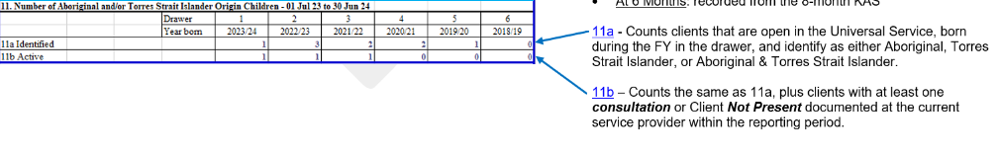 11. Number of Aboriginal and/or Torres Strait Islander Origin Children - 01 Jul 23 to 30 Jun 24
Drawer 1 2 3 4 5 6
Year born 2023/24 2022/23 2021/22 2020/21 2019/20 2018/19
11a Identified 1 3 2 2 1 0
11b Active 1 1 1 0 0 0
• At 6 Months: recorded from the 8-month KAS
11a - Counts clients that are open in the Universal Service, born
during the FY in the drawer, and identify as either Aboriginal, Torres
Strait Islander, or Aboriginal & Torres Strait Islander.
11b – Counts the same as 11a, plus clients with at least one
consultation or Client Not Present documented at the current
service provider within the reporting period.